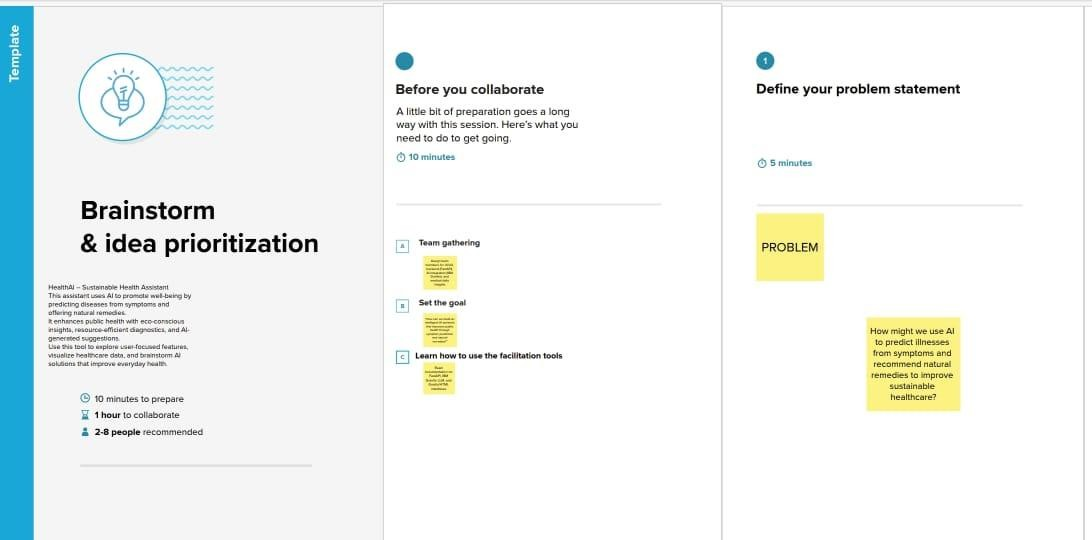 Template
Brainstorm
& idea prioritization
HealthAI – Sustainable Health Assistant
This assistant uses AI to promote well-being by
predicting diseases from symptoms and
offering natural remedies.
It enhances public health with eco-conscious
insights, resource-efficient diagnostics, and AI-
generated suggestions.
Use this tool to explore user-focused features,
visualize healthcare data, and brainstorm AI
solutions that improve everyday health.
10 minutes to prepare
1 hour to collaborate
2-8 people recommended
Before you collaborate
A little bit of preparation goes a long
way with this session. Here's what you
need to do to get going.
10 minutes
A
Team gathering
B
Set the goal
C
Learn how to use the facilitation tools
1
Define your problem statement
5 minutes
PROBLEM
How might we use AI
to predict illnesses
from symptoms and
recommend natural
remedies to improve
sustainable
healthcare?